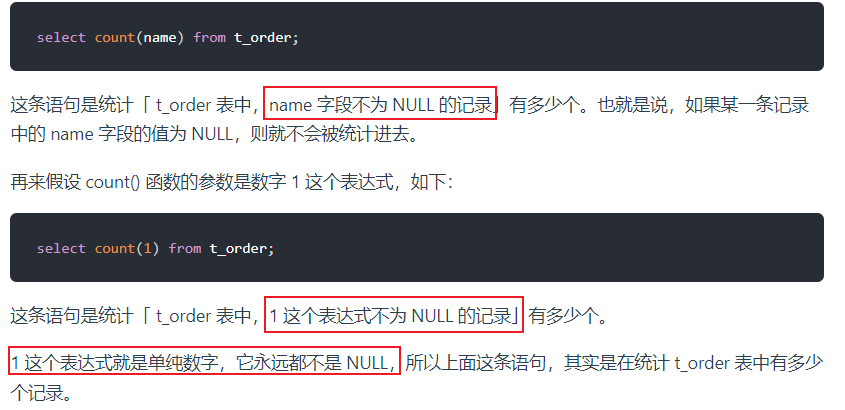 select count(name) from t_order;
这条语句是统计「 t_order 表中，name 字段不为 NULL 的记录」有多少个。也就是说，如果某一条记录
中的 name 字段的值为 NULL，则就不会被统计进去。
再来假设 count() 函数的参数是数字 1 这个表达式，如下：
select count(1) from t_order;
这条语句是统计「 t_order 表中，1 这个表达式不为 NULL 的记录」有多少个。
1 这个表达式就是单纯数字，它永远都不是 NULL，所以上面这条语句，其实是在统计 t_order 表中有多少
个记录。